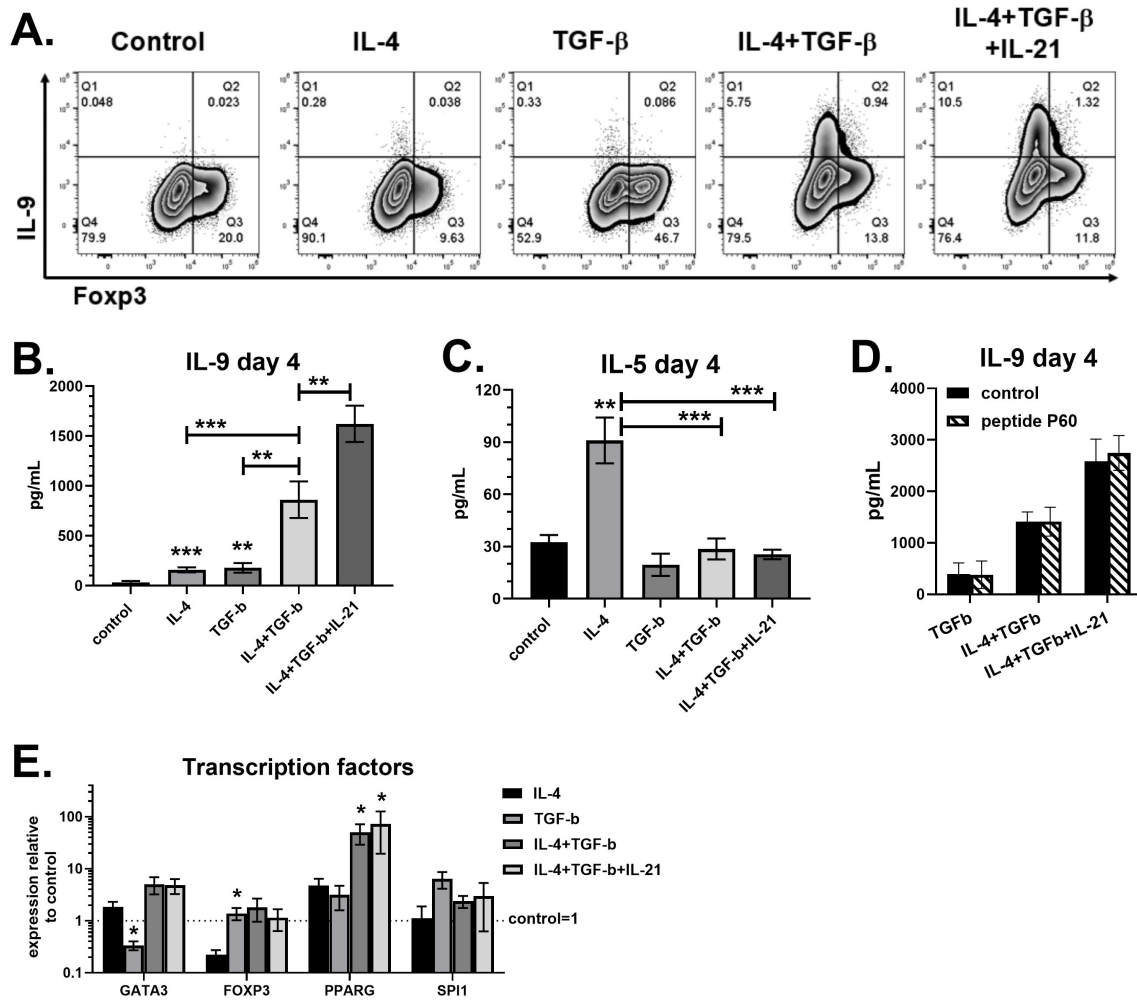 A.
Control
IL-4
TGF-β
IL-4+TGF-β
IL-4+TGF-β
+IL-21
Q1
0.048
Q2
0.023
Q4
79.9
Q3
20.0
Q1
0.28
Q2
0.038
Q4
90.1
Q3
9.63
Q1
0.33
Q2
0.086
Q4
52.9
Q3
46.7
Q1
5.75
Q2
0.94
Q4
79.5
Q3
13.8
Q1
10.5
Q2
1.32
Q4
76.4
Q3
11.8
IL-9
Foxp3
B.
IL-9 day 4
pg/mL
2000
1500
1000
500
0
***
**
***
**
**
control
IL-4
TGF-b
IL-4+TGF-b
IL-4+TGF-b+IL-21
C.
IL-5 day 4
pg/mL
120
90
60
30
0
**
***
***
control
IL-4
TGF-b
IL-4+TGF-b
IL-4+TGF-b+IL-21
D.
IL-9 day 4
control
peptide P60
pg/mL
4000
3000
2000
1000
0
TGFb
IL-4+TGFb
IL-4+TGFb+IL-21
E.
Transcription factors
expression relative
to control
100
10
1
0.1
*
*
*
*
GATA3
FOXP3
PPARG
SPI1
IL-4
TGF-b
IL-4+TGF-b
IL-4+TGF-b+IL-21
control=1